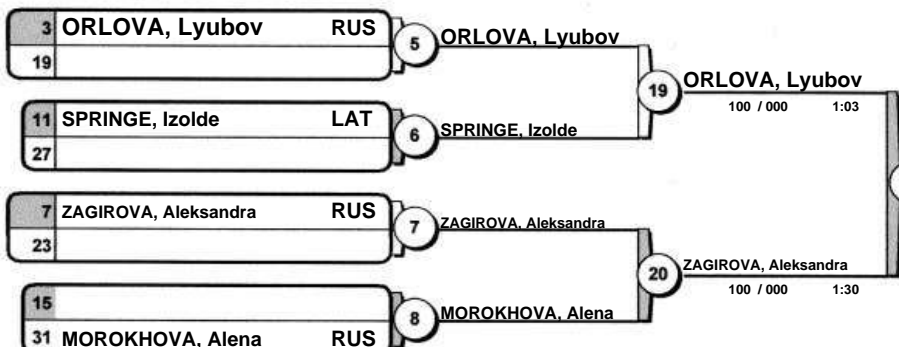 3 ORLOVA, Lyubov RUS
19
5
ORLOVA, Lyubov
11 SPRINGE, Izolde LAT
27
6
SPRINGE, Izolde
19
ORLOVA, Lyubov
100 / 000 1:03
7 ZAGIROVA, Aleksandra RUS
23
7
ZAGIROVA, Aleksandra
15
31 MOROKHOVA, Alena RUS
8
MOROKHOVA, Alena
20
ZAGIROVA, Aleksandra
100 / 000 1:30